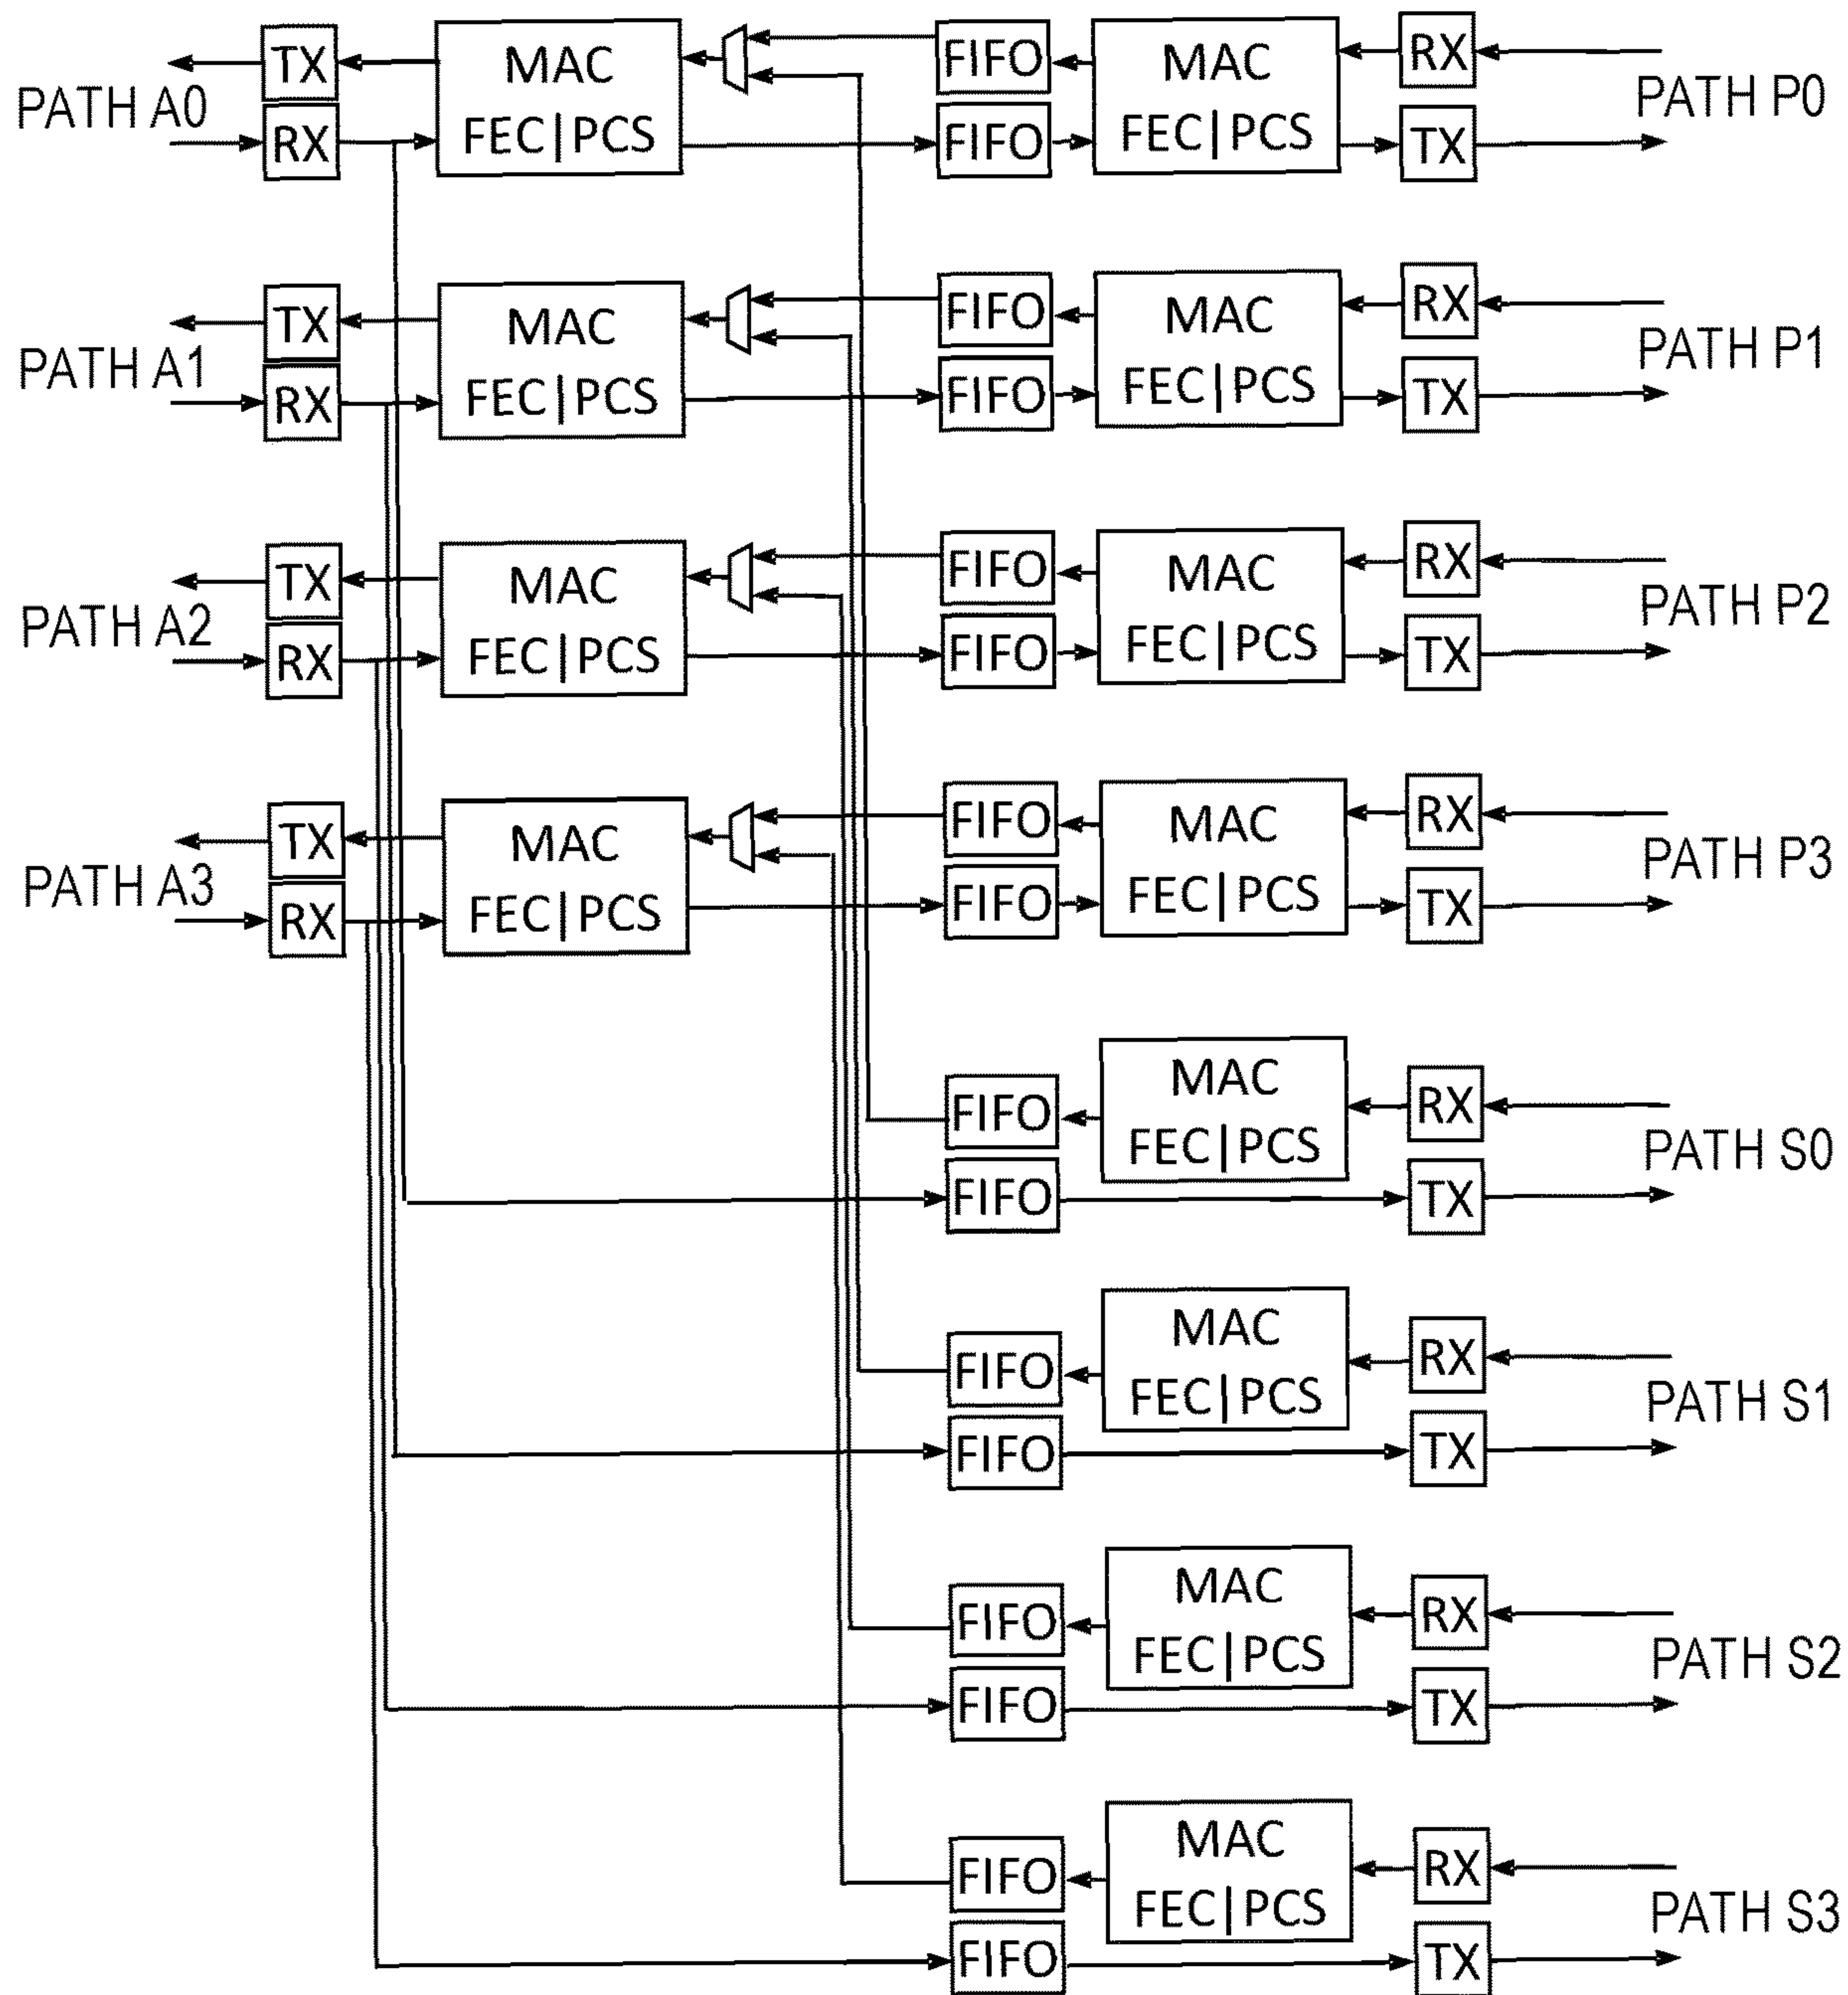 TX MAC FIFO MAC RX
PATH A0 PATH P0
RX FEC|PCS FIFO FEC|PCS TX
TX MAC FIFO MAC RX
PATH A1 PATH P1
RX FEC|PCS FIFO FEC|PCS TX
TX MAC FIFO MAC RX
PATH A2 PATH P2
RX FEC|PCS FIFO FEC|PCS TX
TX MAC FIFO MAC RX
PATH A3 PATH P3
RX FEC|PCS FIFO FEC|PCS TX
FIFO MAC RX
FEC|PCS PATH S0
FIFO TX
FIFO MAC RX
FEC|PCS PATH S1
FIFO TX
FIFO MAC RX
FEC|PCS PATH S2
FIFO TX
FIFO MAC RX
FEC|PCS PATH S3
FIFO TX